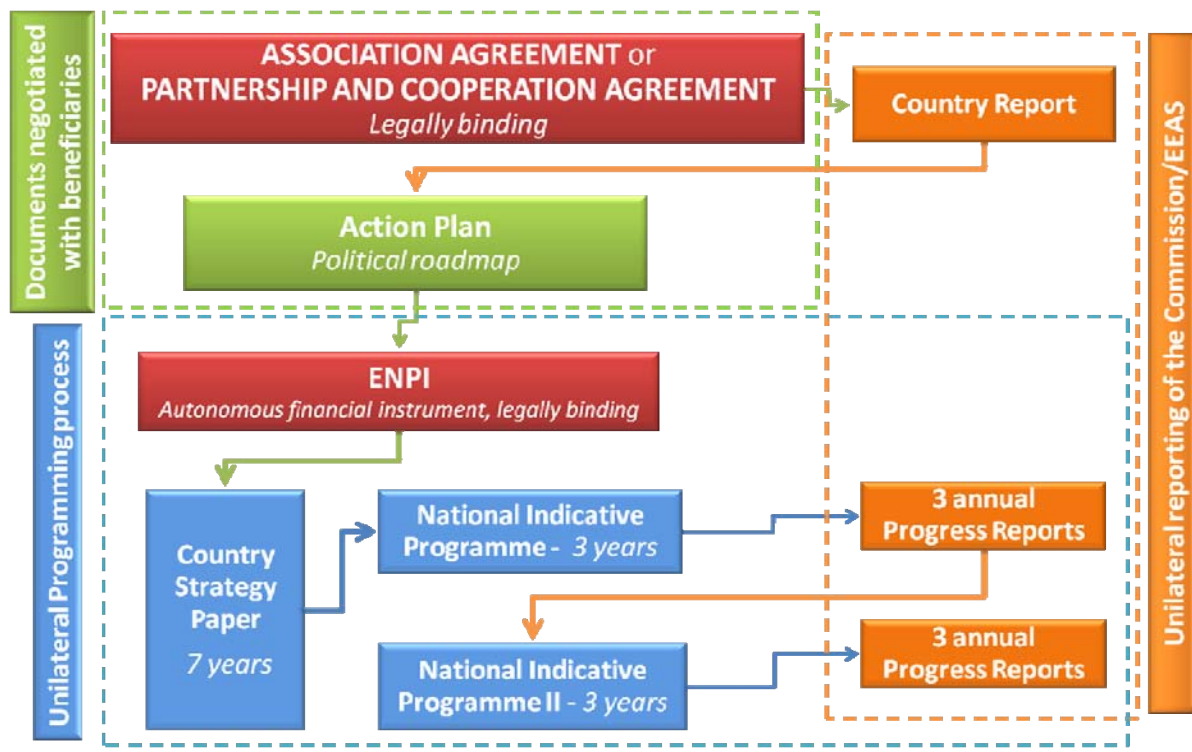 Documents negotiated
with beneficiaries
ASSOCIATION AGREEMENT or
PARTNERSHIP AND COOPERATION AGREEMENT
Legally binding
Country Report
Action Plan
Political roadmap
Unilateral Programming process
ENPI
Autonomous financial instrument, legally binding
Country
Strategy
Paper
7 years
National Indicative
Programme - 3 years
3 annual
Progress Reports
National Indicative
Programme II - 3 years
3 annual
Progress Reports
Unilateral reporting of the Commission/EEAS